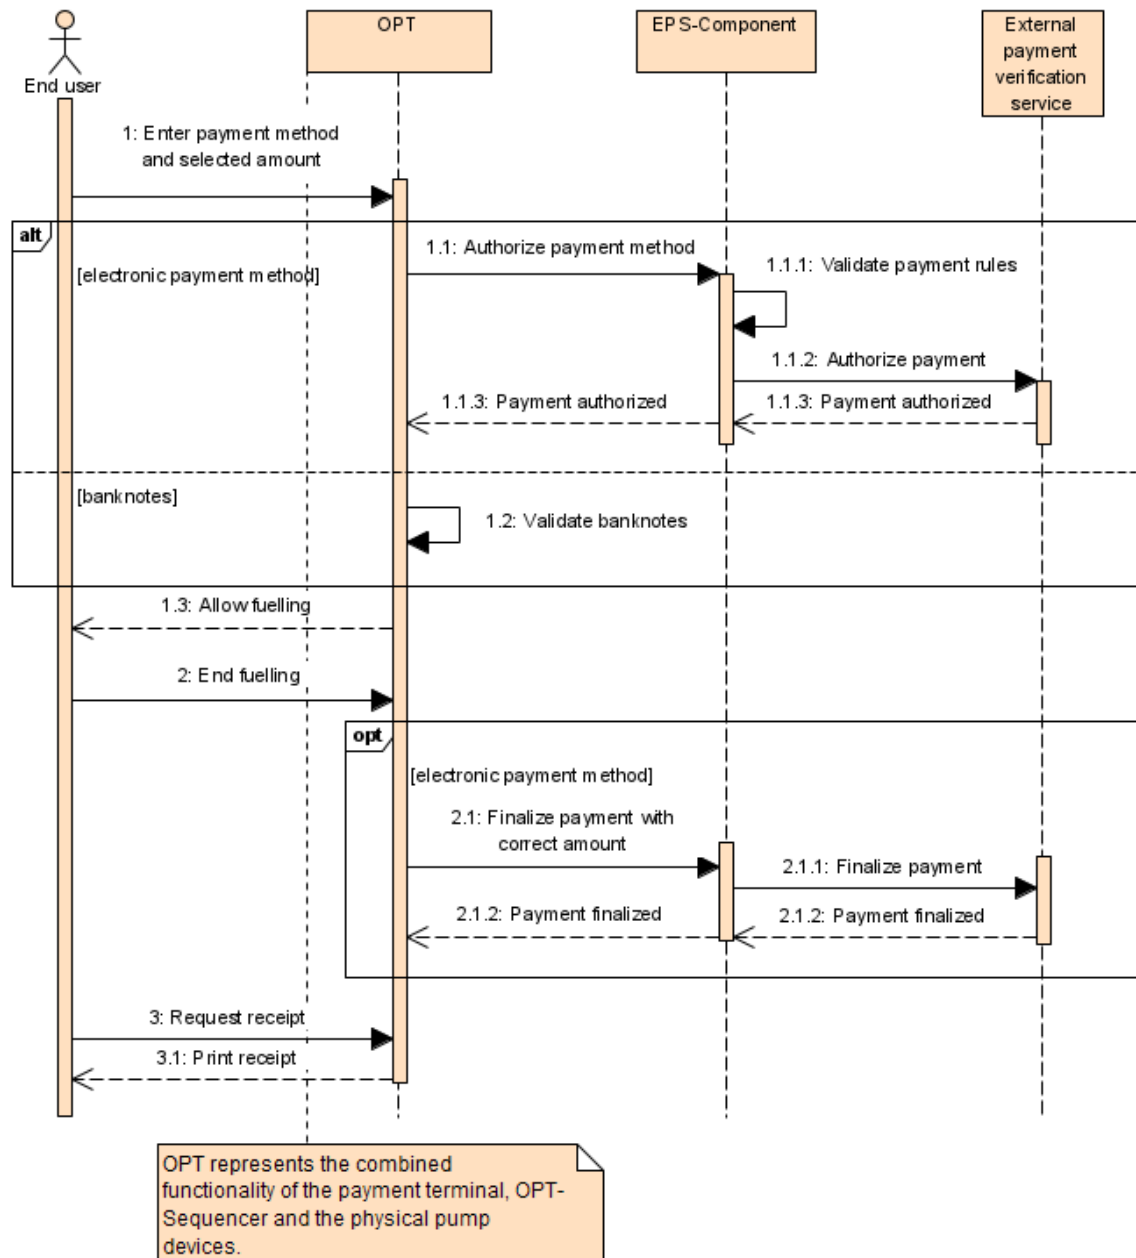 End user
OPT
EPS-Component
External
payment
verification
service
1: Enter payment method
and selected amount
alt
[electronic payment method]
1.1: Authorize payment method
1.1.1: Validate payment rules
1.1.2: Authorize payment
1.1.3: Payment authorized
1.1.3: Payment authorized
[banknotes]
1.2: Validate banknotes
1.3: Allow fuelling
2: End fuelling
opt
[electronic payment method]
2.1: Finalize payment with
correct amount
2.1.1: Finalize payment
2.1.2: Payment finalized
2.1.2: Payment finalized
3: Request receipt
3.1: Print receipt
OPT represents the combined
functionality of the payment terminal, OPT-
Sequencer and the physical pump
devices.